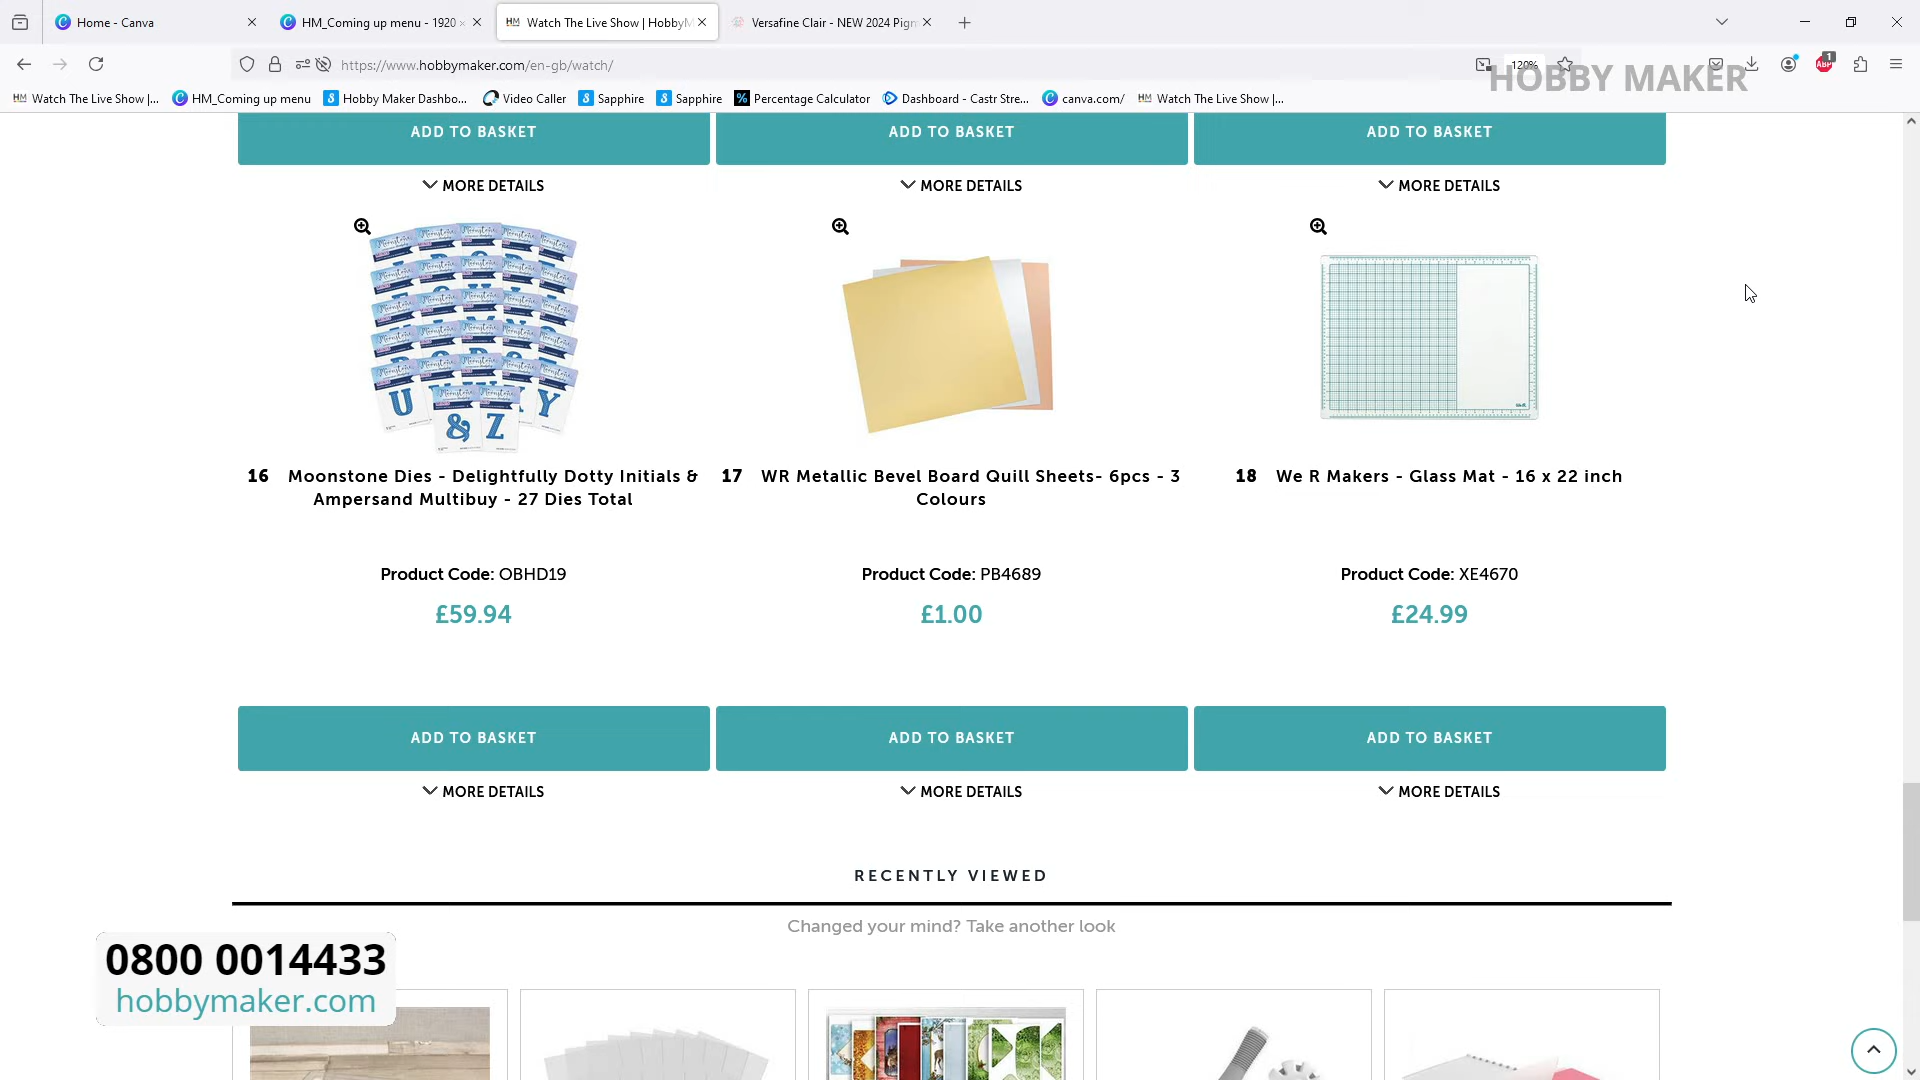 Home - Canva
HM_Coming up menu - 1920
HM Watch The Live Show | HobbyM
Versafine Clair - NEW 2024 Pigm
https://www.hobbymaker.com/en-gb/watch/
120%
ABP
1
HOBBY MAKER
HM Watch The Live Show |...
HM_Coming up menu
Hobby Maker Dashbo...
Video Caller
Sapphire
Sapphire
Percentage Calculator
Dashboard - Castr Stre...
canva.com/
HM Watch The Live Show |...
ADD TO BASKET
ADD TO BASKET
ADD TO BASKET
MORE DETAILS
MORE DETAILS
MORE DETAILS
Moonstone
U
Y
& Z
16 Moonstone Dies - Delightfully Dotty Initials &
Ampersand Multibuy - 27 Dies Total
17 WR Metallic Bevel Board Quill Sheets- 6pcs - 3
Colours
18 We R Makers - Glass Mat - 16 x 22 inch
Product Code: OBHD19
Product Code: PB4689
Product Code: XE4670
£59.94
£1.00
£24.99
ADD TO BASKET
ADD TO BASKET
ADD TO BASKET
MORE DETAILS
MORE DETAILS
MORE DETAILS
RECENTLY VIEWED
Changed your mind? Take another look
0800 0014433
hobbymaker.com